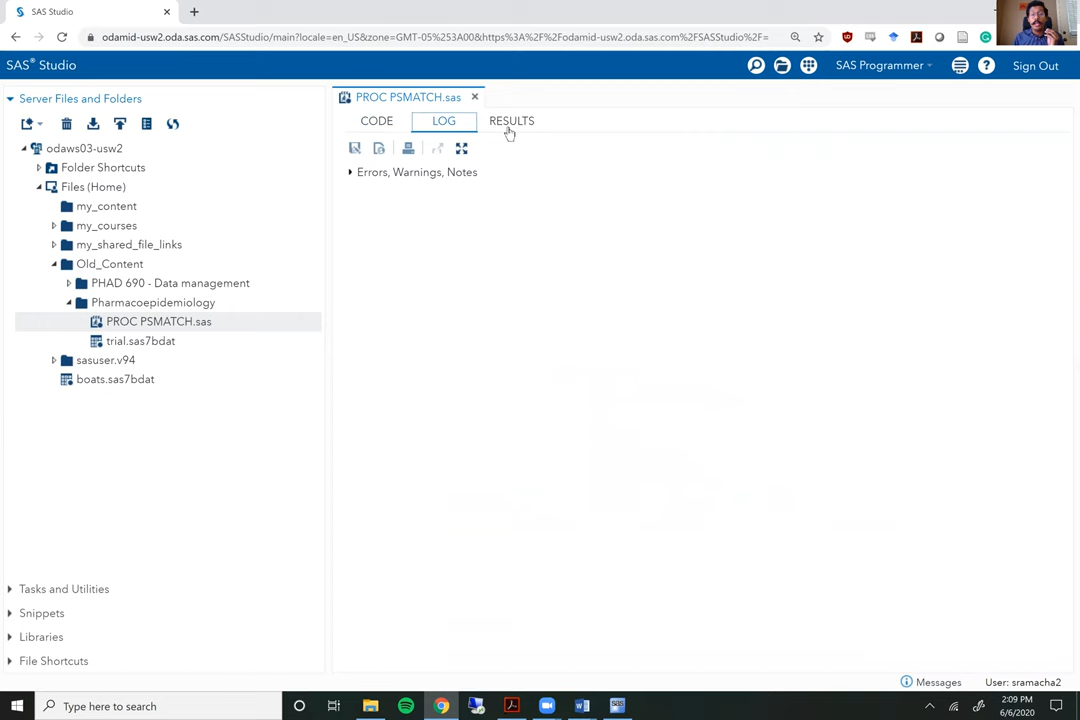 SAS Studio
odamid-usw2.oda.sas.com/SASStudio/main?locale=en_US&zone=GMT-05%253A00&https%3A%2F%2Fodamid-usw2.oda.sas.com%2FSASStudio%2F=
SAS® Studio
SAS Programmer
Sign Out
Server Files and Folders
odaws03-usw2
Folder Shortcuts
Files (Home)
my_content
my_courses
my_shared_file_links
Old_Content
PHAD 690 - Data management
Pharmacoepidemiology
PROC PSMATCH.sas
trial.sas7bdat
sasuser.v94
boats.sas7bdat
Tasks and Utilities
Snippets
Libraries
File Shortcuts
PROC PSMATCH.sas
CODE
LOG
RESULTS
Errors, Warnings, Notes
Messages
User: sramacha2
Type here to search
2:09 PM
6/6/2020